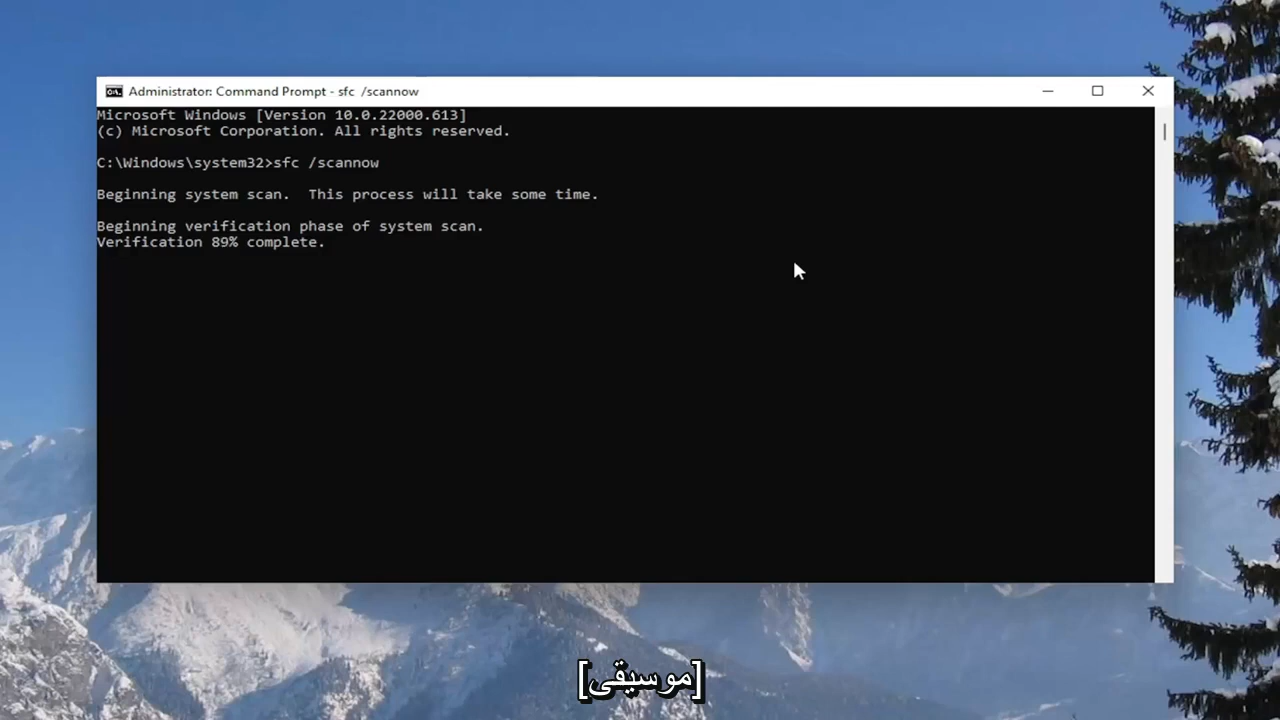 Administrator: Command Prompt - sfc  /scannow
Microsoft Windows [Version 10.0.22000.613]
(c) Microsoft Corporation. All rights reserved.
C:\Windows\system32>sfc /scannow
Beginning system scan.  This process will take some time.
Beginning verification phase of system scan.
Verification 89% complete.
[موسيقى]